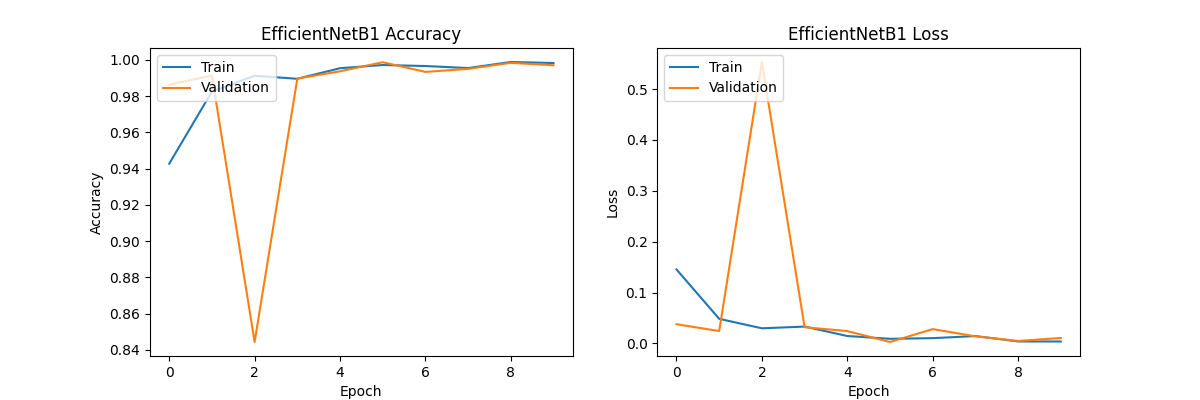 EfficientNetB1 Accuracy
Train
Validation
1.00
0.98
0.96
0.94
0.92
0.90
0.88
0.86
0.84
Accuracy
0 2 4 6 8
Epoch
EfficientNetB1 Loss
Train
Validation
0.5
0.4
0.3
0.2
0.1
0.0
Loss
0 2 4 6 8
Epoch